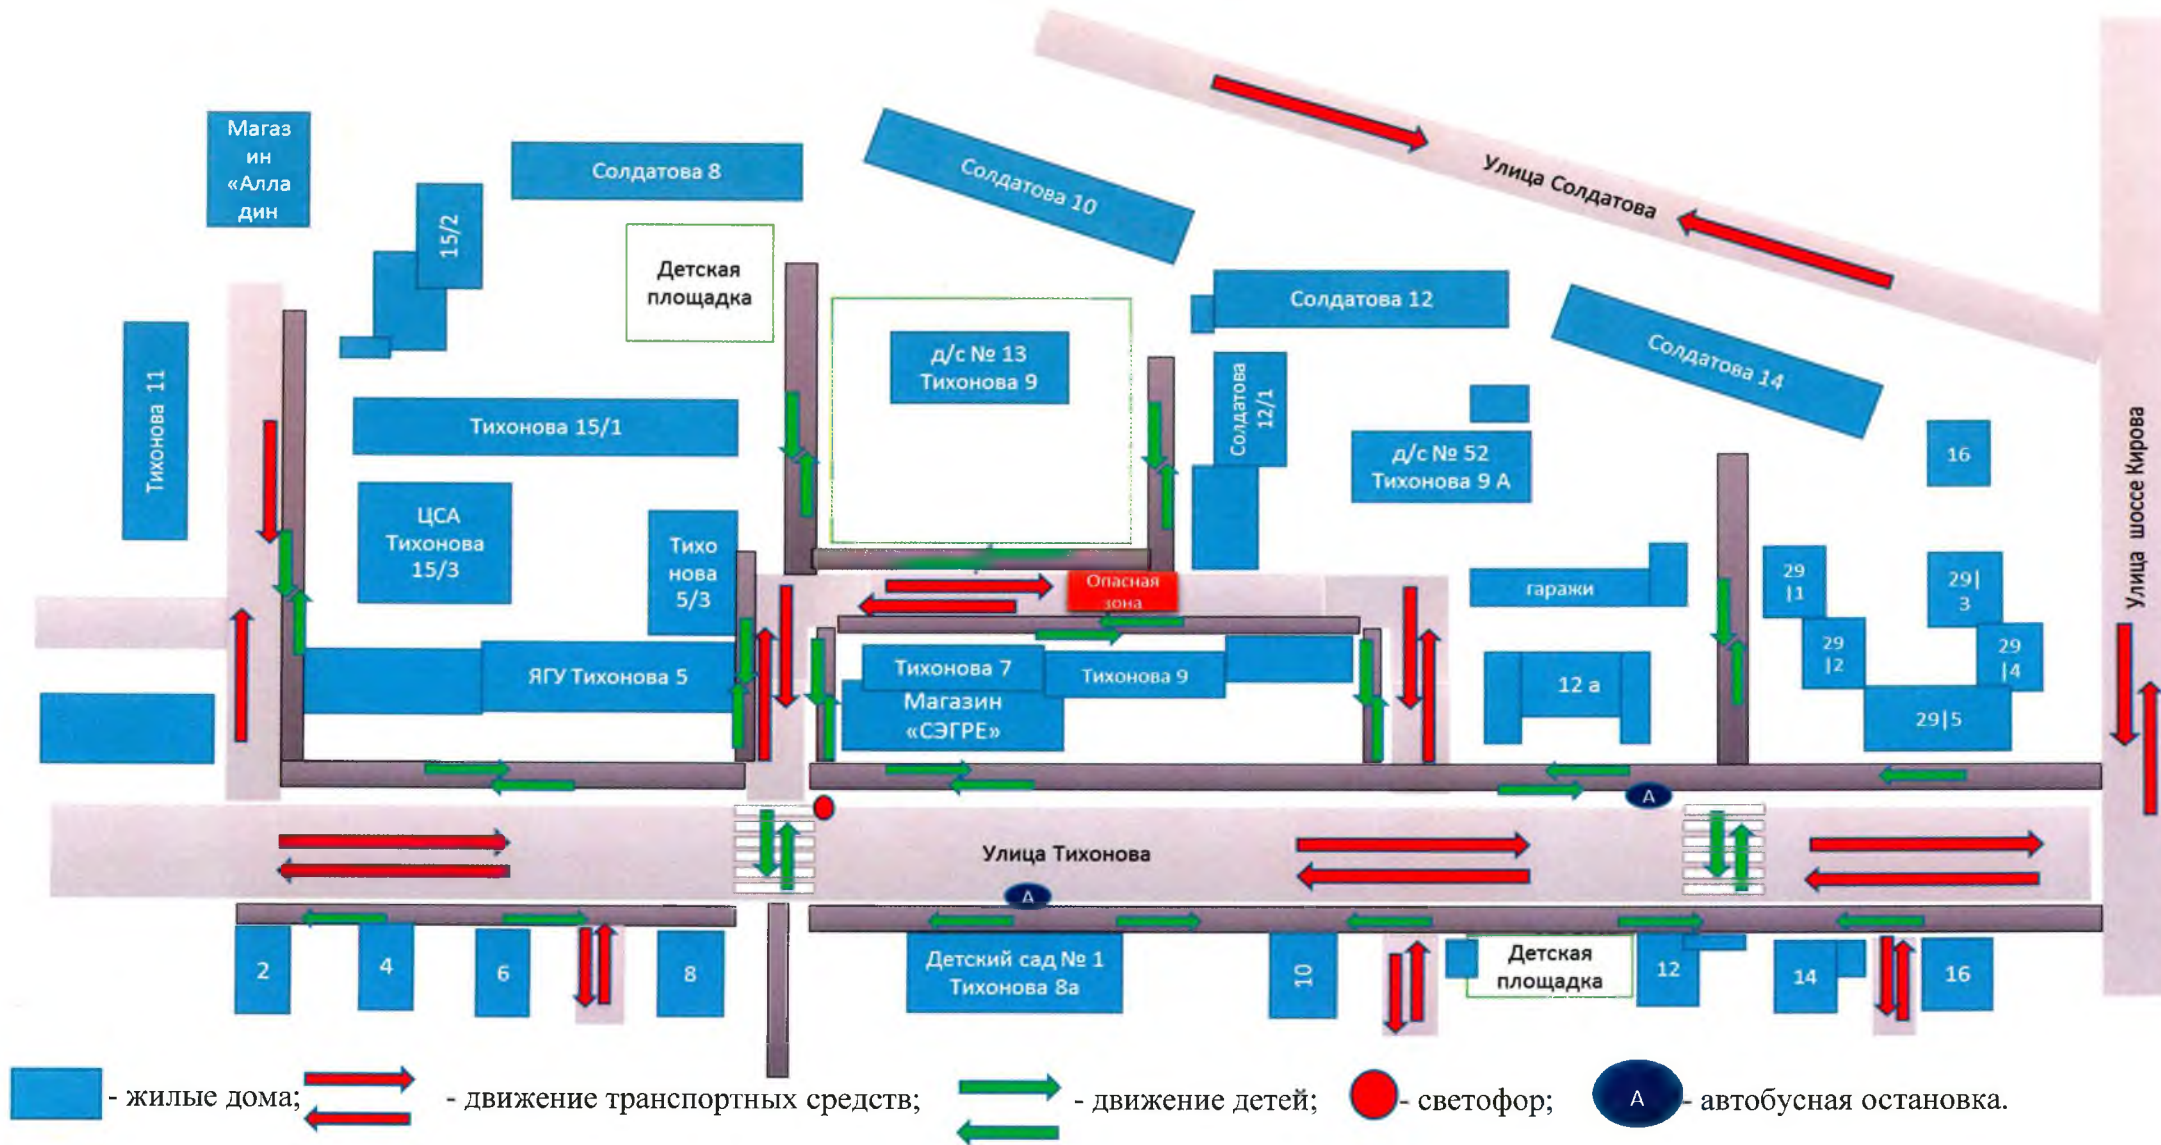 Магаз
ин
«Алла
дин
15/2
Солдатова 8
Солдатова 10
Улица Солдатова
Детская
площадка
Солдатова 12
Солдатова 14
Тихонова 11
Тихонова 15/1
д/с № 13
Тихонова 9
Солдатова
12/1
д/с № 52
Тихонова 9 А
16
Улица шоссе Кирова
ЦСА
Тихонова
15/3
Тихо
нова
5/3
Опасная
зона
гаражи
29
|1
29|
3
29
|2
29
|4
29|5
ЯГУ Тихонова 5
Тихонова 7
Тихонова 9
Магазин
«СЭГРЕ»
12 а
А
Улица Тихонова
А
2
4
6
8
Детский сад № 1
Тихонова 8а
10
Детская
площадка
12
14
16
- жилые дома;
- движение транспортных средств;
- движение детей;
- светофор;
А
- автобусная остановка.